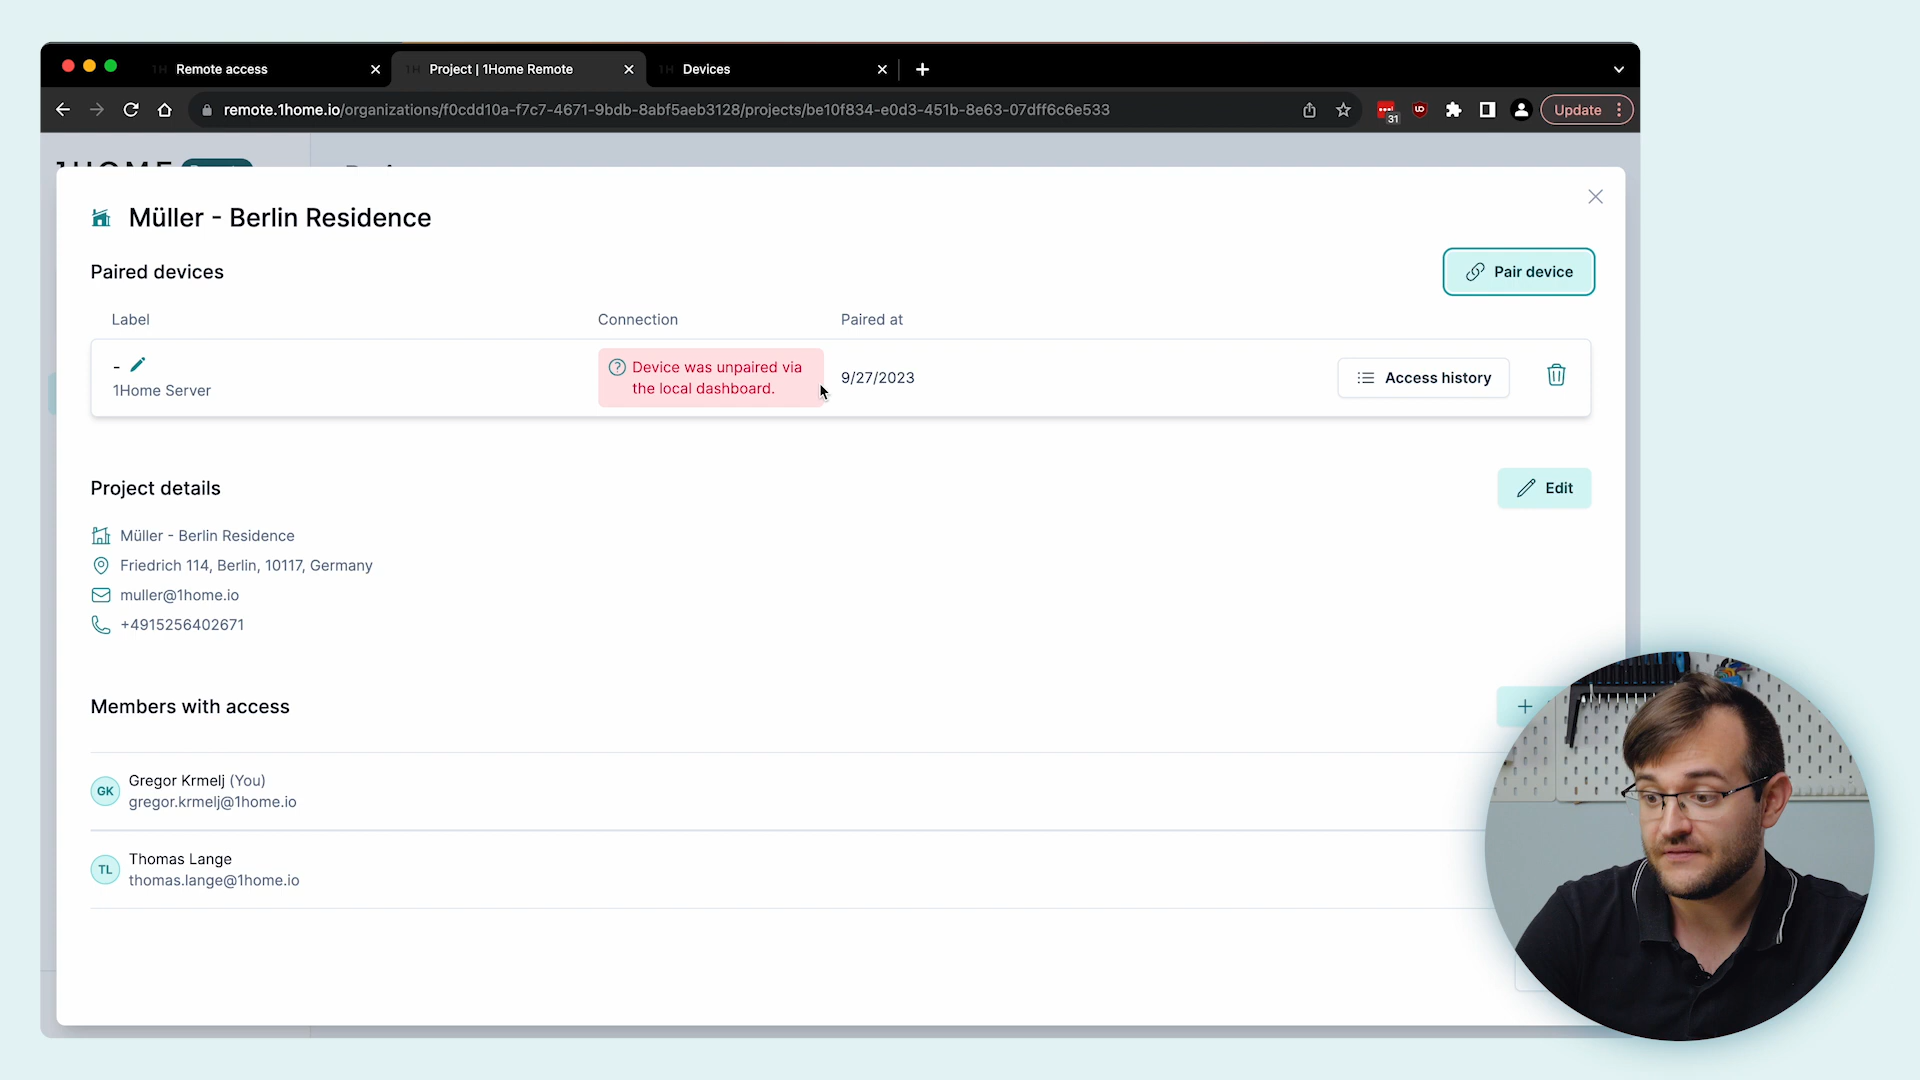 Remote access
Project | 1Home Remote
Devices
remote.1home.io/organizations/f0cdd10a-f7c7-4671-9bdb-8abf5aeb3128/projects/be10f834-e0d3-451b-8e63-07dff6c6e533
31
Update
Müller - Berlin Residence
Paired devices
Pair device
Label
Connection
Paired at
-
1Home Server
Device was unpaired via
the local dashboard.
9/27/2023
Access history
Project details
Edit
Müller - Berlin Residence
Friedrich 114, Berlin, 10117, Germany
muller@1home.io
+4915256402671
Members with access
GK
Gregor Krmelj (You)
gregor.krmelj@1home.io
TL
Thomas Lange
thomas.lange@1home.io